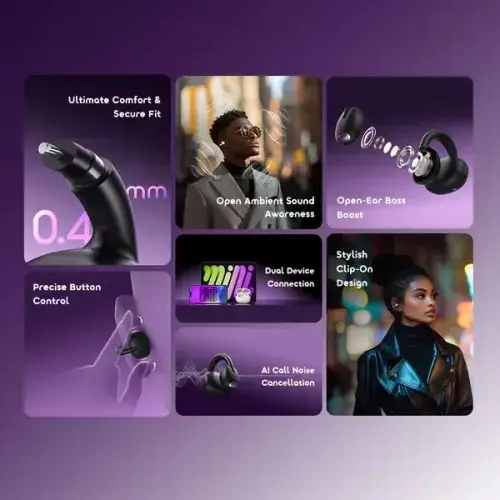 Ultimate Comfort &
Secure Fit
0.4 mm
Open Ambient Sound
Awareness
Open-Ear Bass
Boost
Precise Button
Control
Dual Device
Connection
Stylish
Clip-On
Design
AI Call Noise
Cancellation